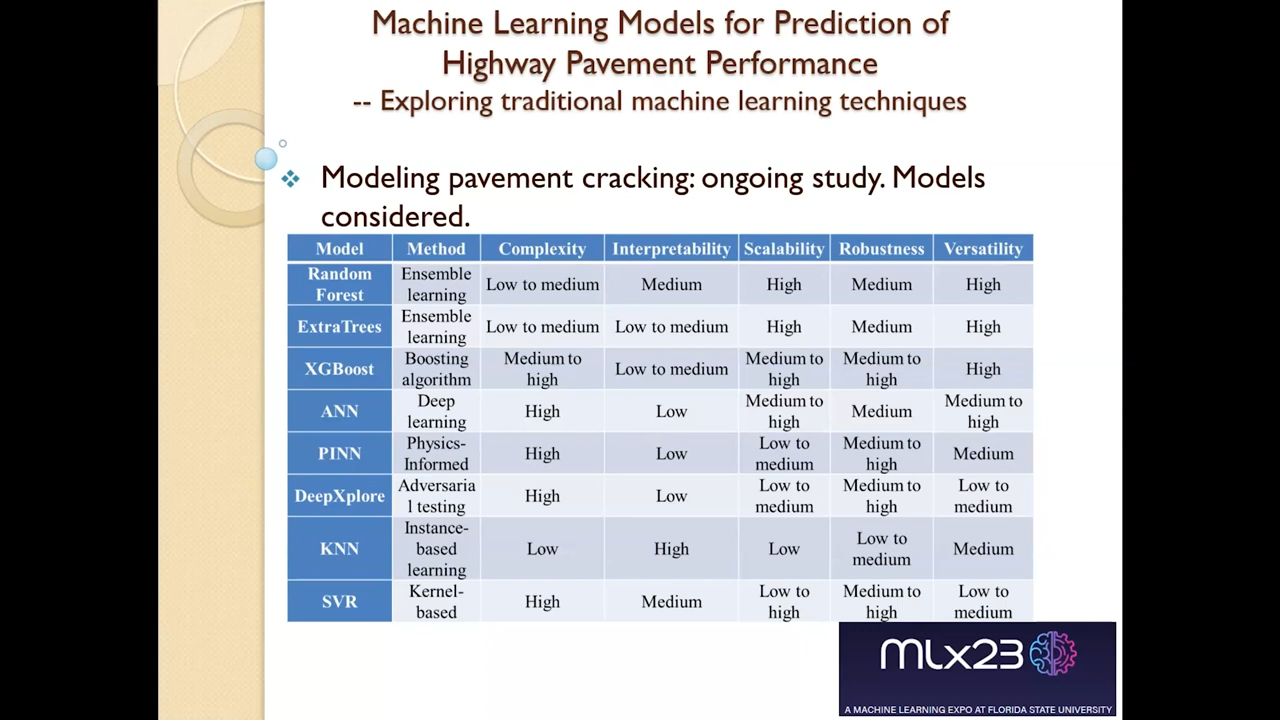 Machine Learning Models for Prediction of
Highway Pavement Performance
-- Exploring traditional machine learning techniques
❖ Modeling pavement cracking: ongoing study. Models
considered.
Model Method Complexity Interpretability Scalability Robustness Versatility
Random Forest Ensemble learning Low to medium Medium High Medium High
ExtraTrees Ensemble learning Low to medium Low to medium High Medium High
XGBoost Boosting algorithm Medium to high Low to medium Medium to high Medium to high High
ANN Deep learning High Low Medium to high Medium Medium to high
PINN Physics-Informed High Low Low to medium Medium to high Medium
DeepXplore Adversarial testing High Low Low to medium Medium to high Low to medium
KNN Instance-based learning Low High Low Low to medium Medium
SVR Kernel-based High Medium Low to high Medium to high Low to medium
MLx23
A MACHINE LEARNING EXPO AT FLORIDA STATE UNIVERSITY